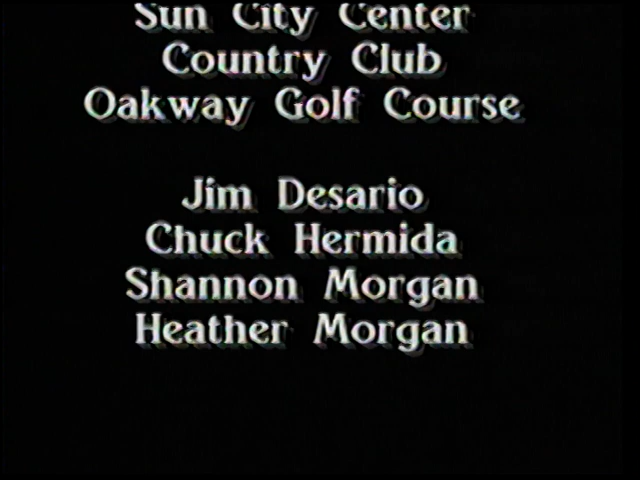 Sun City Center
Country Club
Oakway Golf Course
Jim Desario
Chuck Hermida
Shannon Morgan
Heather Morgan